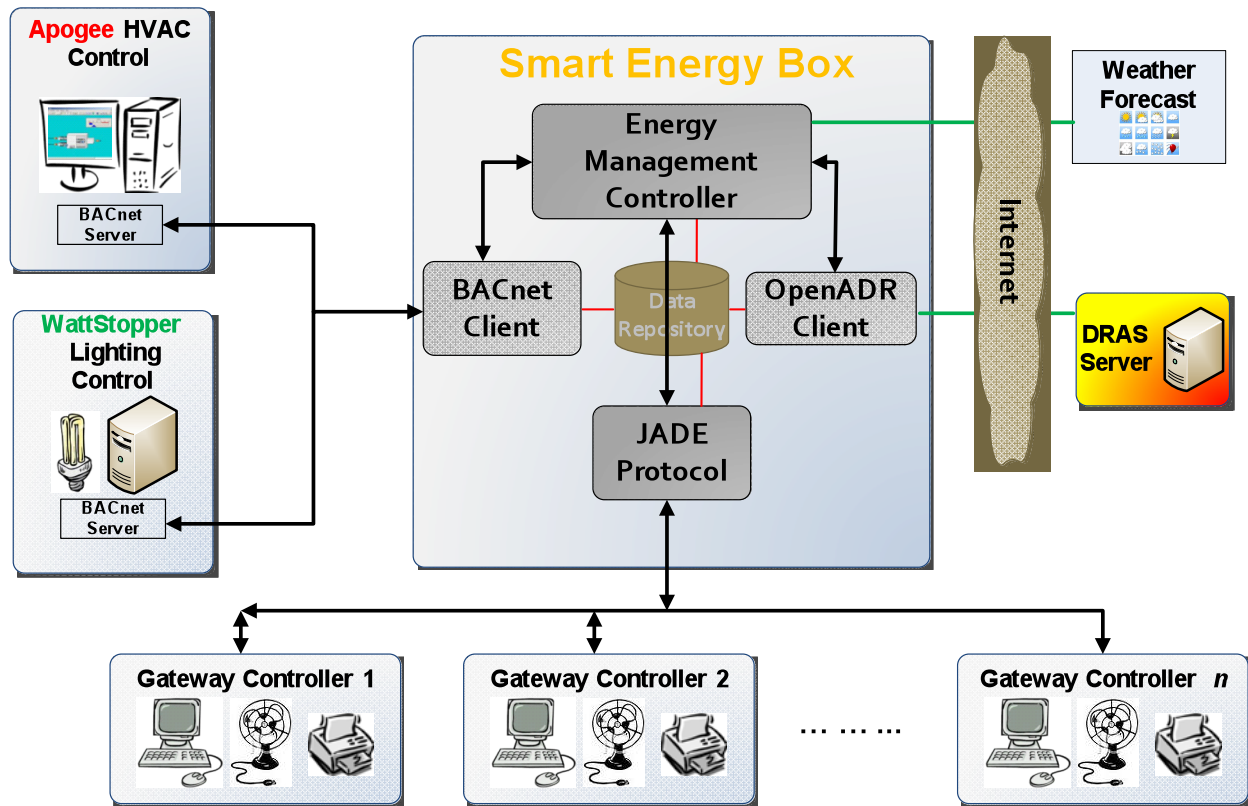 Apogee HVAC
Control
BACnet
Server
WattStopper
Lighting
Control
BACnet
Server
Smart Energy Box
Energy
Management
Controller
BACnet
Client
Data
Repository
OpenADR
Client
JADE
Protocol
Internet
Weather
Forecast
DRAS
Server
Gateway Controller 1
Gateway Controller 2
... ... ...
Gateway Controller n